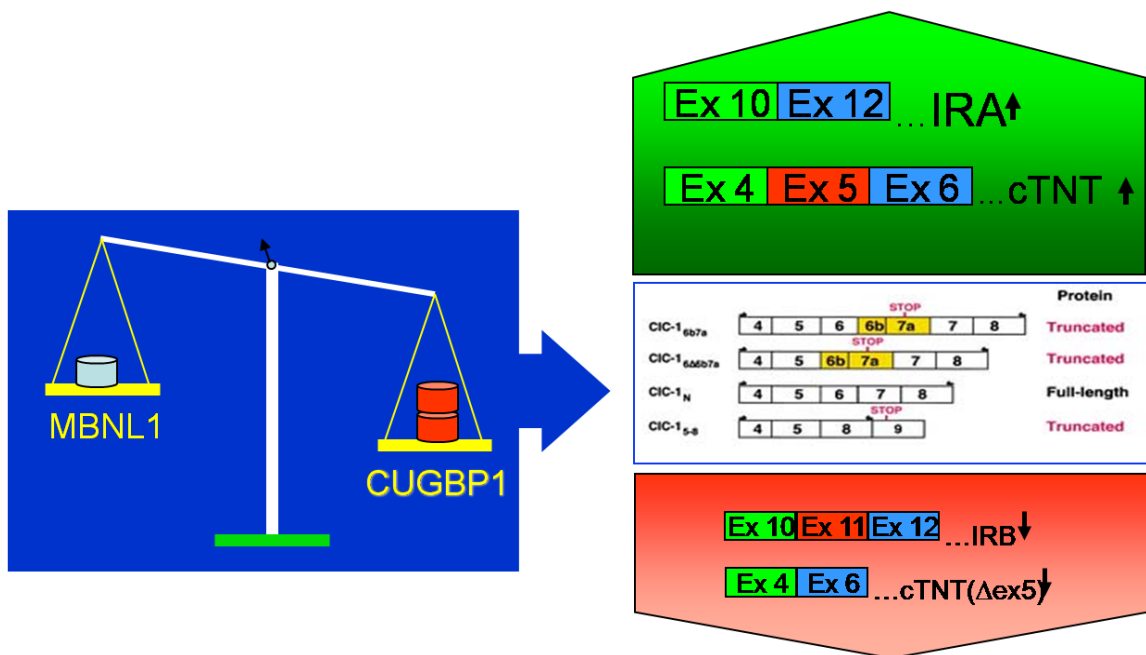 MBNL1
CUGBP1
Ex 10 Ex 12 ...IRA↑
Ex 4 Ex 5 Ex 6 ...cTNT ↑
Protein
STOP
ClC-1 6b7a 4 5 6 6b 7a 7 8 Truncated
STOP
ClC-1 6Δ6b7a 4 5 6b 7a 7 8 Truncated
ClC-1 N 4 5 6 7 8 Full-length
STOP
ClC-1 5-8 4 5 8 9 Truncated
Ex 10 Ex 11 Ex 12 ...IRB↓
Ex 4 Ex 6 ...cTNT(Δex5)↓